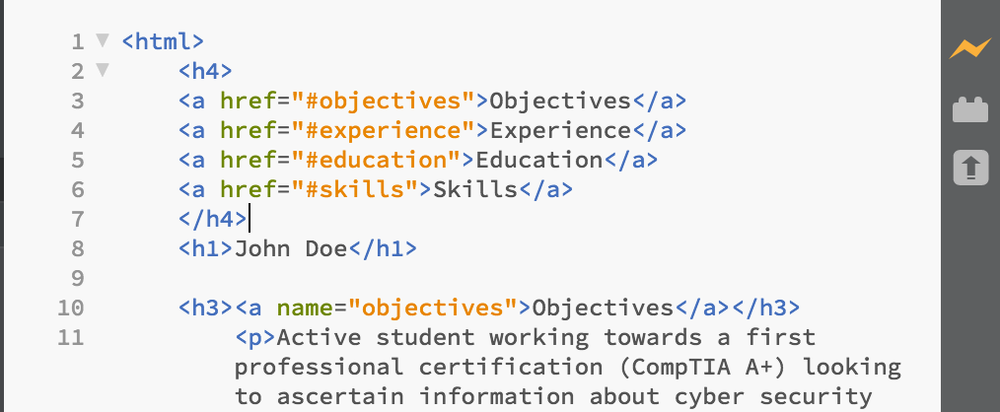 1 <html>
2 <h4>
3 <a href="#objectives">Objectives</a>
4 <a href="#experience">Experience</a>
5 <a href="#education">Education</a>
6 <a href="#skills">Skills</a>
7 </h4>
8 <h1>John Doe</h1>
9
10 <h3><a name="objectives">Objectives</a></h3>
11 <p>Active student working towards a first
professional certification (CompTIA A+) looking
to ascertain information about cyber security